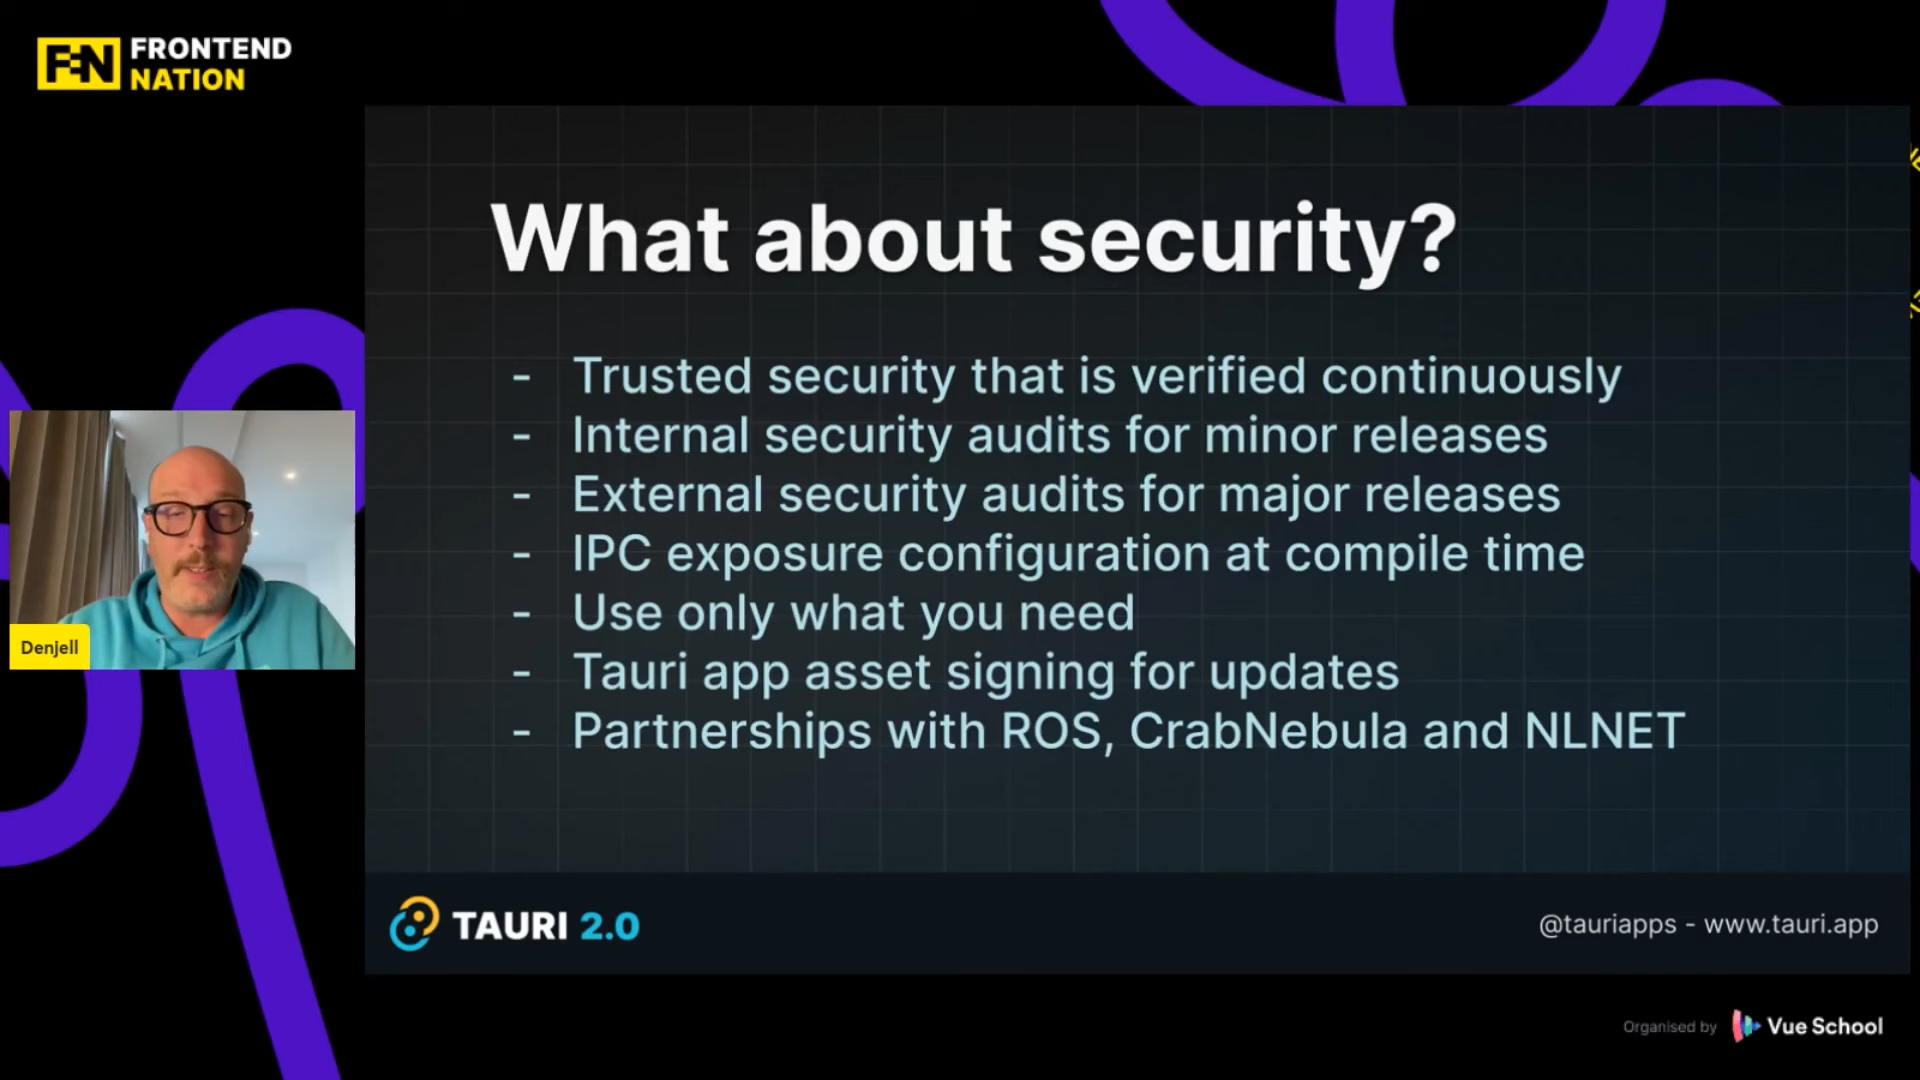 FRONTEND
NATION
What about security?
- Trusted security that is verified continuously
- Internal security audits for minor releases
- External security audits for major releases
- IPC exposure configuration at compile time
- Use only what you need
- Tauri app asset signing for updates
- Partnerships with ROS, CrabNebula and NLNET
Denjell
TAURI 2.0
@tauriapps - www.tauri.app
Organised by Vue School